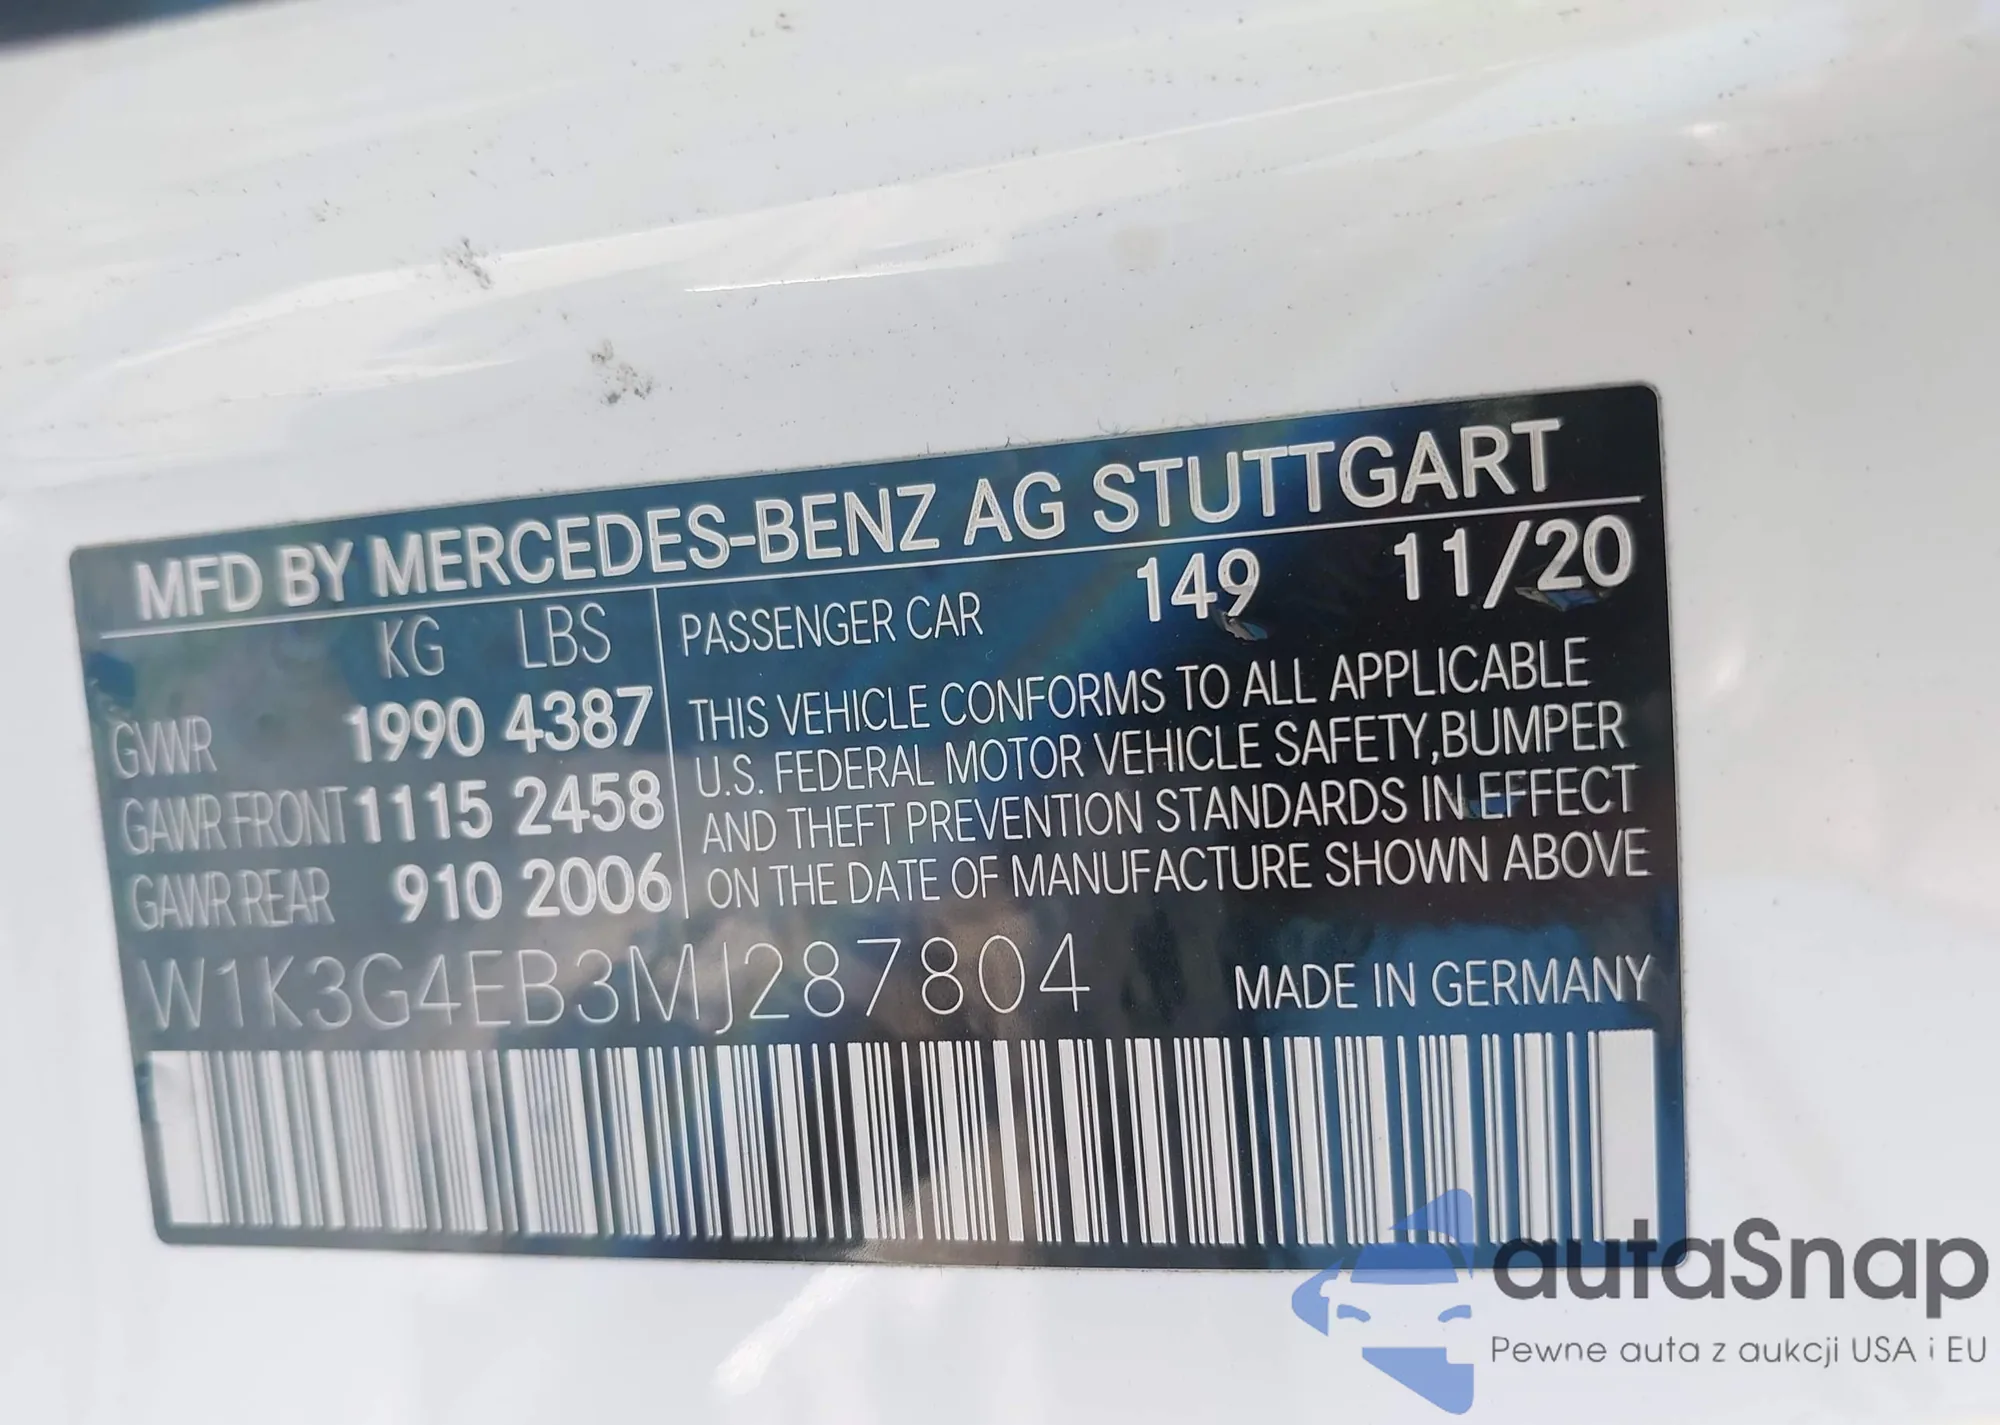 MFD BY MERCEDES-BENZ AG STUTTGART
KG LBS PASSENGER CAR 149 11/20
GVWR 1990 4387
GAWR FRONT 1115 2458
GAWR REAR 910 2006
THIS VEHICLE CONFORMS TO ALL APPLICABLE
U.S. FEDERAL MOTOR VEHICLE SAFETY,BUMPER
AND THEFT PREVENTION STANDARDS IN EFFECT
ON THE DATE OF MANUFACTURE SHOWN ABOVE
W1K3G4EB3MJ287804 MADE IN GERMANY
autaSnap
Pewne auta z aukcji USA i EU